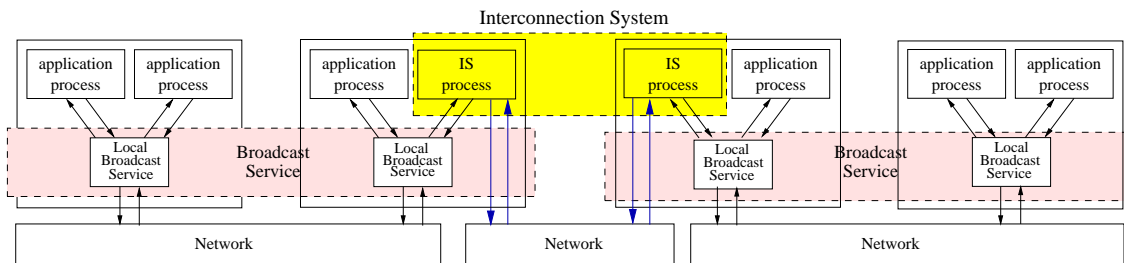 Interconnection System
application
process
application
process
application
process
IS
process
IS
process
application
process
application
process
application
process
Local
Broadcast
Service
Broadcast
Service
Local
Broadcast
Service
Local
Broadcast
Service
Broadcast
Service
Local
Broadcast
Service
Network
Network
Network